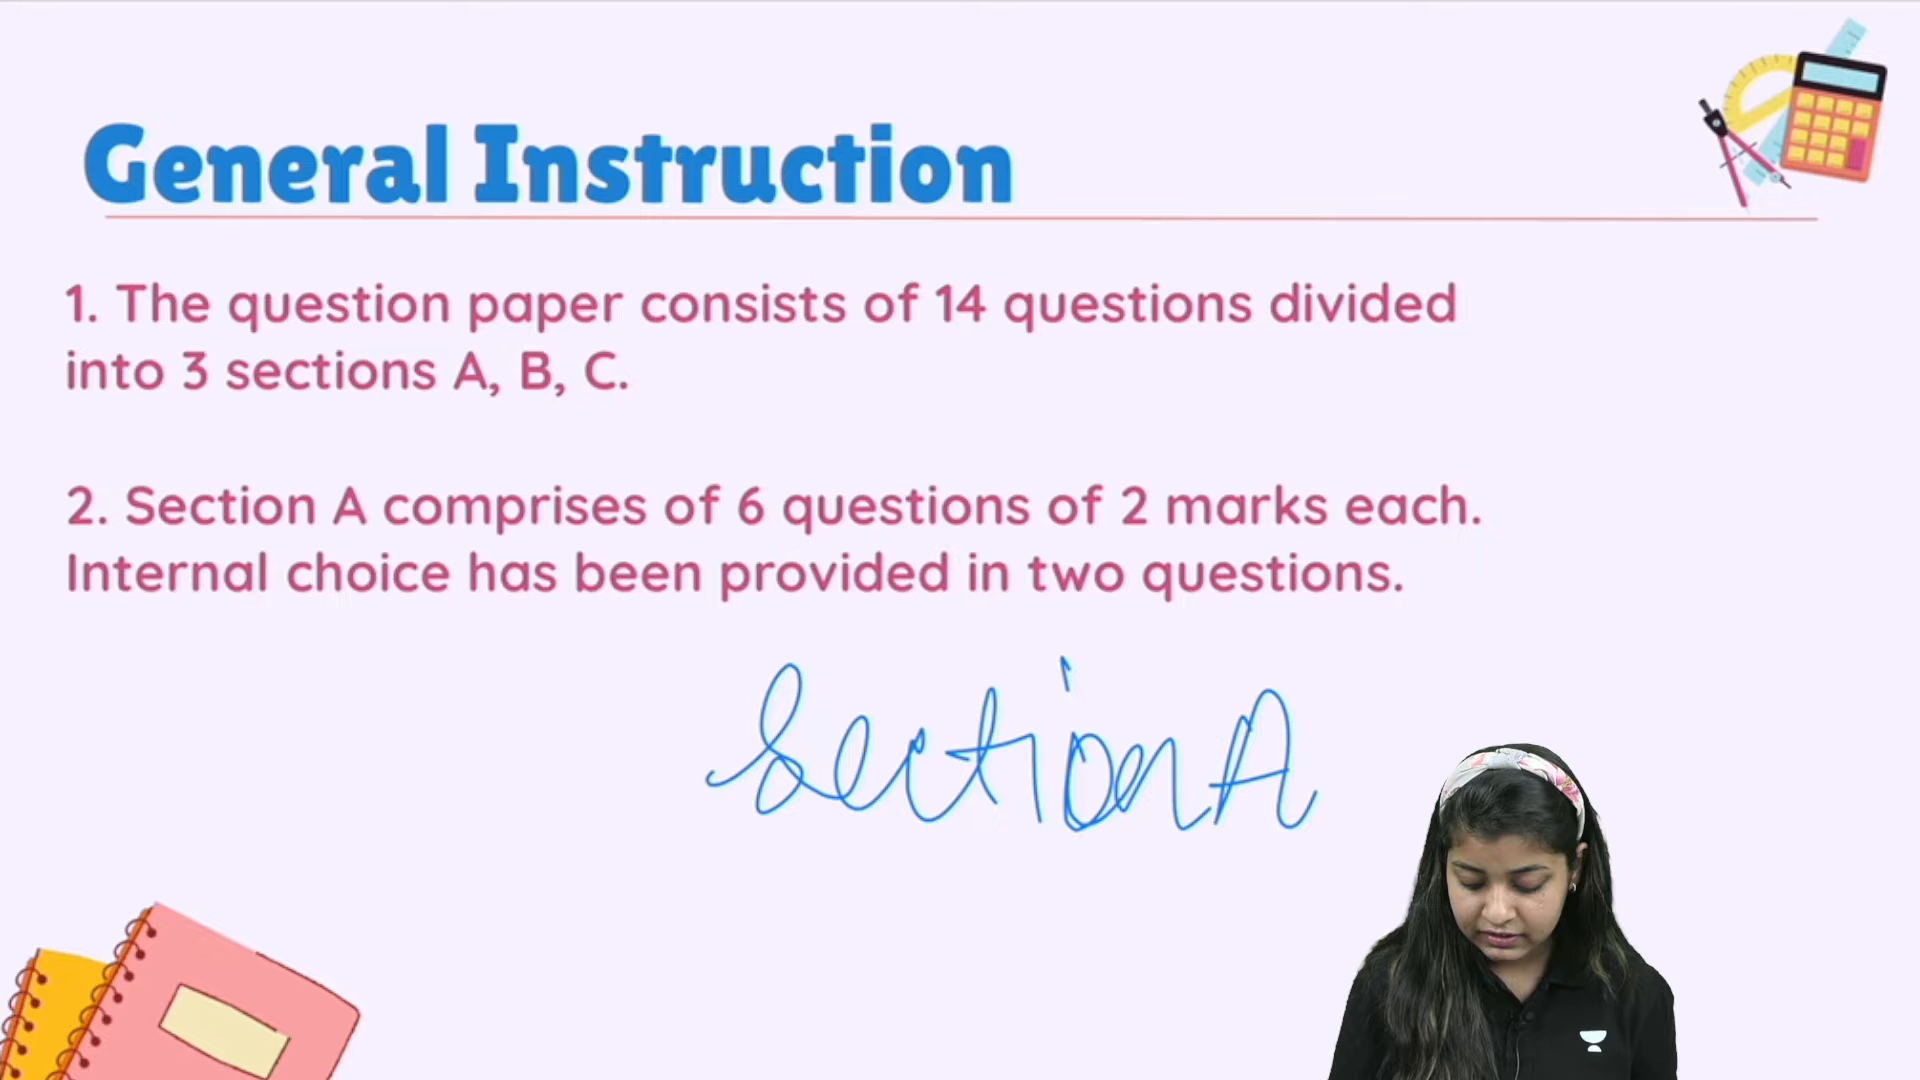 General Instruction
1. The question paper consists of 14 questions divided
into 3 sections A, B, C.
2. Section A comprises of 6 questions of 2 marks each.
Internal choice has been provided in two questions.
Section A